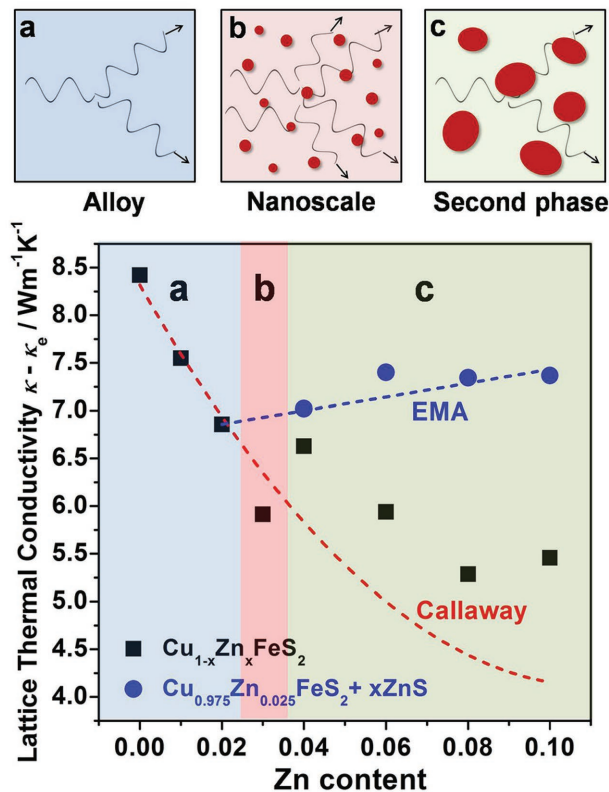 a
b
c
Alloy
Nanoscale
Second phase
Lattice Thermal Conductivity κ - κₑ / Wm⁻¹K⁻¹
8.5
8.0
7.5
7.0
6.5
6.0
5.5
5.0
4.5
4.0
a
b
c
EMA
Callaway
Cu₁₋ₓZnₓFeS₂
Cu₀.₉₇₅Zn₀.₀₂₅FeS₂+ xZnS
0.00 0.02 0.04 0.06 0.08 0.10
Zn content